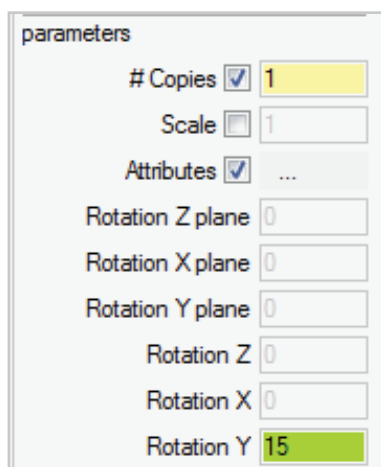 parameters
# Copies 1
Scale 1
Attributes ...
Rotation Z plane 0
Rotation X plane 0
Rotation Y plane 0
Rotation Z 0
Rotation X 0
Rotation Y 15